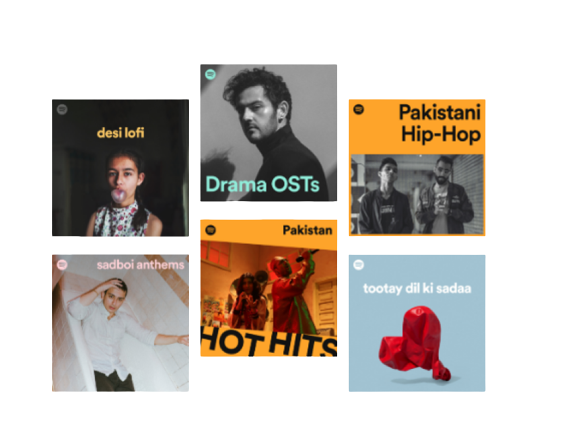 desi lofi
Drama OSTs
Pakistani
Hip-Hop
sadboi anthems
Pakistan
HOT HITS
tootay dil ki sadaa